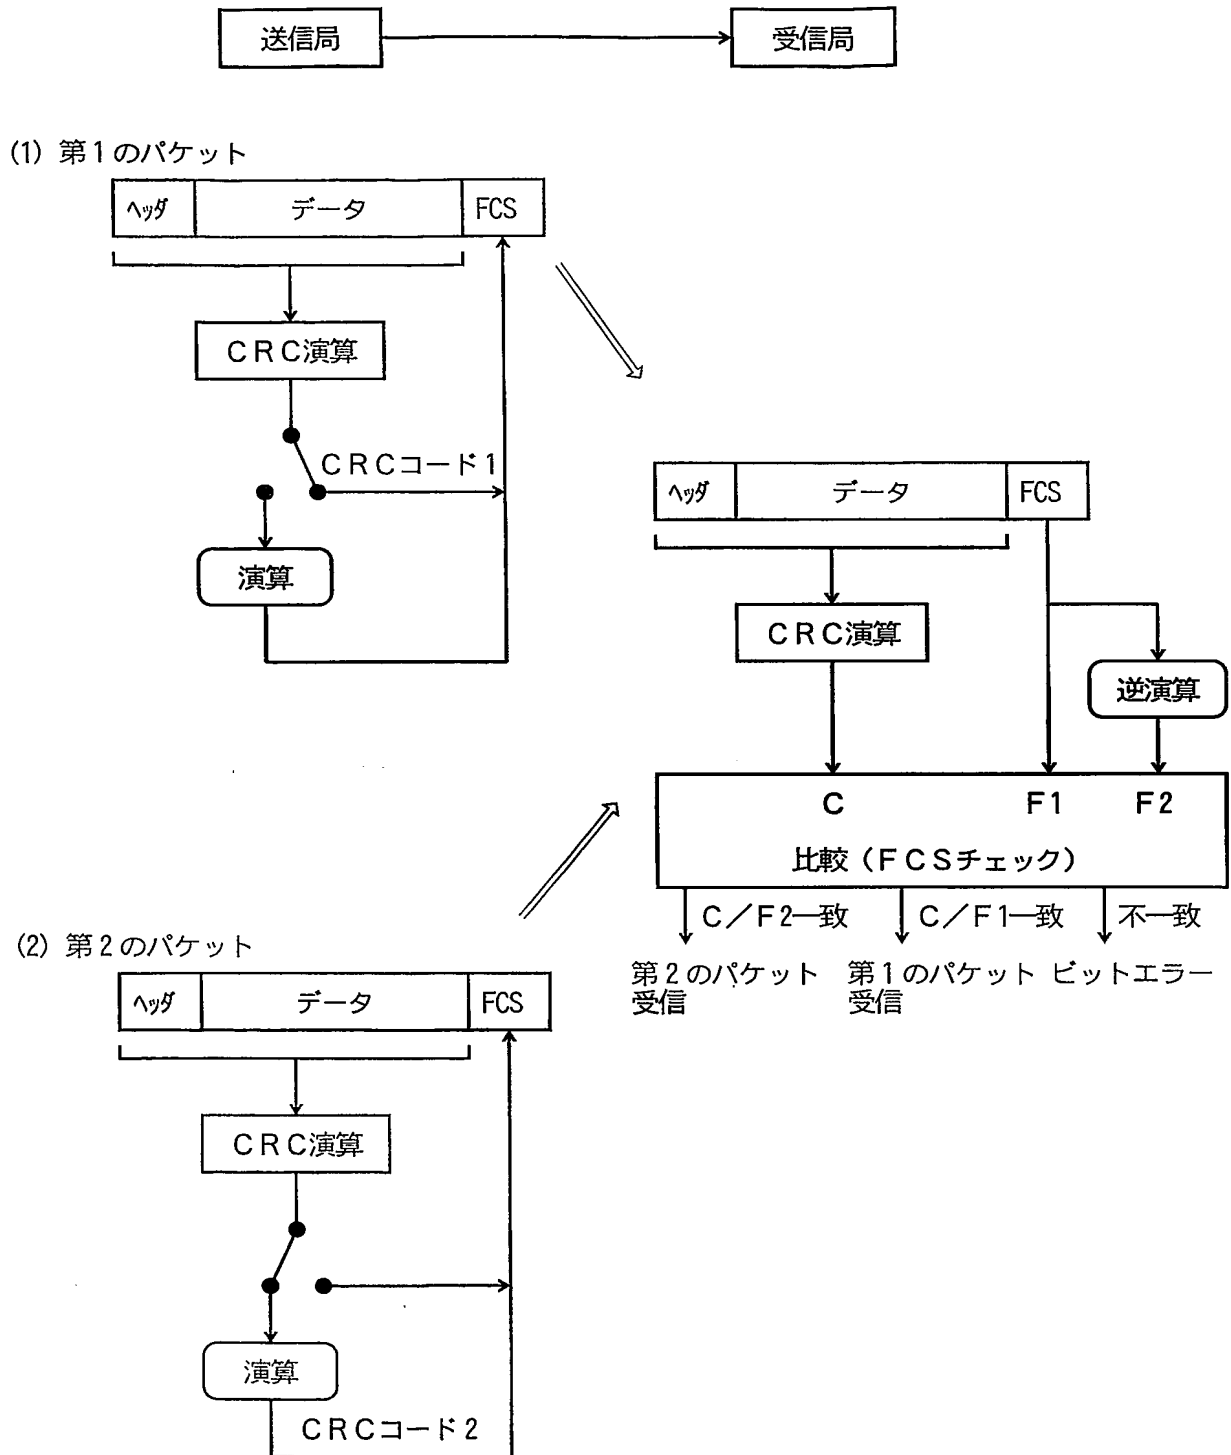 送信局
受信局
(1) 第1のパケット
ヘッダ データ FCS
CRC演算
CRCコード1
演算
ヘッダ データ FCS
CRC演算
逆演算
C F1 F2
比較(FCSチェック)
C/F2一致 C/F1一致 不一致
第2のパケット受信
第1のパケット受信
ビットエラー
(2) 第2のパケット
ヘッダ データ FCS
CRC演算
演算
CRCコード2